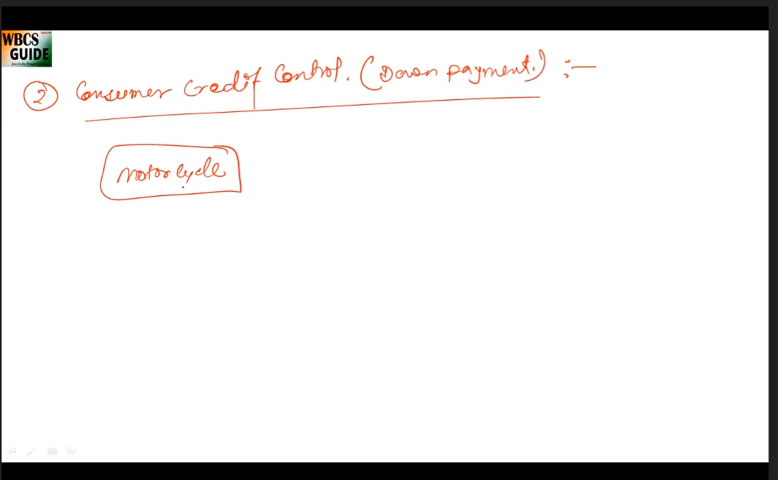 WBCS
GUIDE
② Consumer Credit Control. (Down payment.) :—
Motorcycle